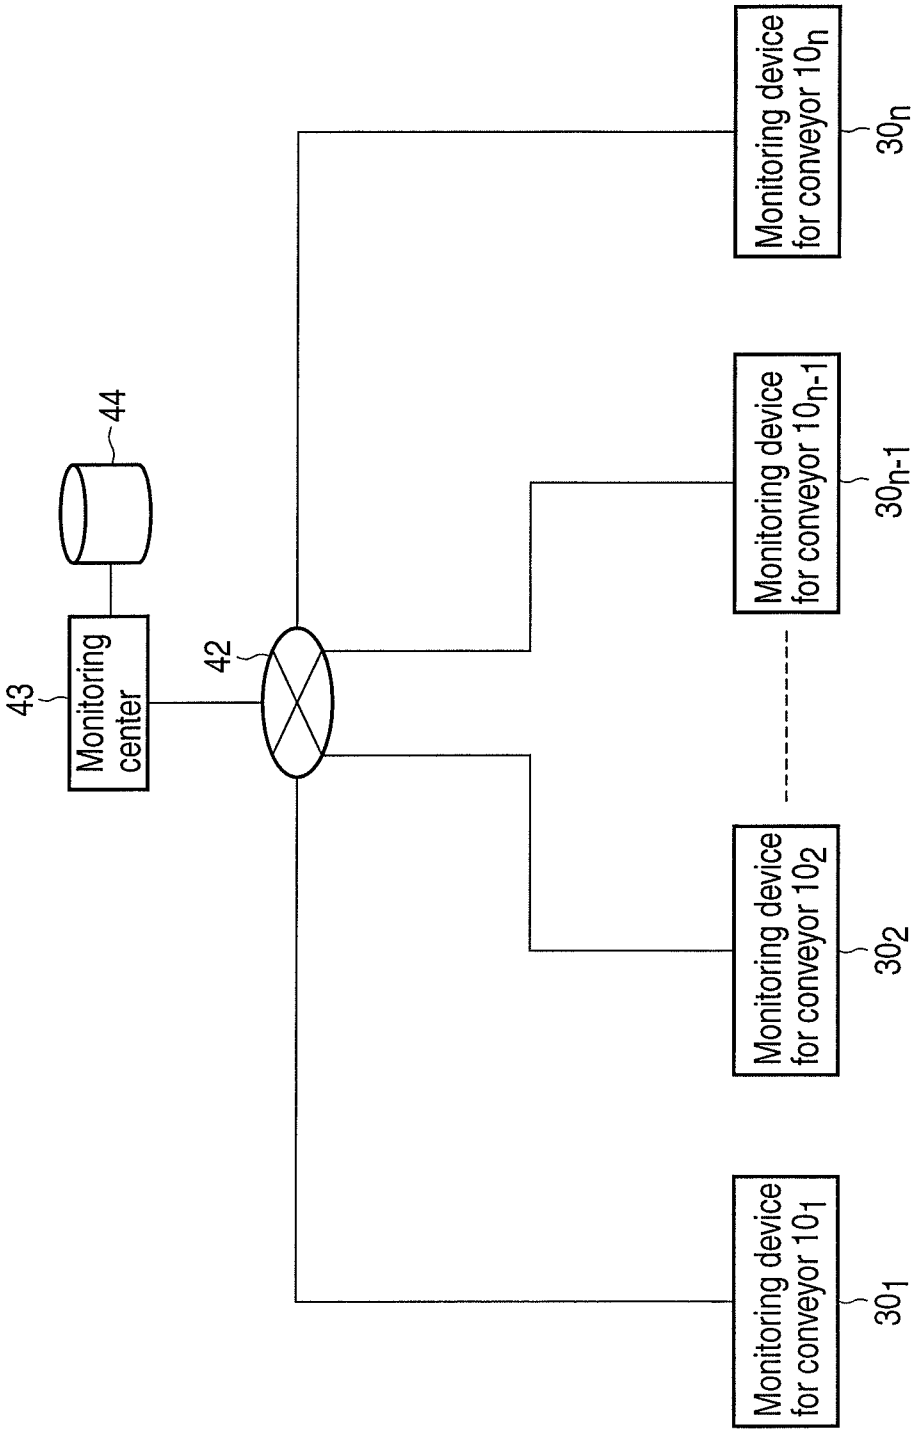 43
Monitoring
center
44
42
Monitoring device
for conveyor 10₁
30₁
Monitoring device
for conveyor 10₂
30₂
Monitoring device
for conveyor 10ₙ₋₁
30ₙ₋₁
Monitoring device
for conveyor 10ₙ
30ₙ